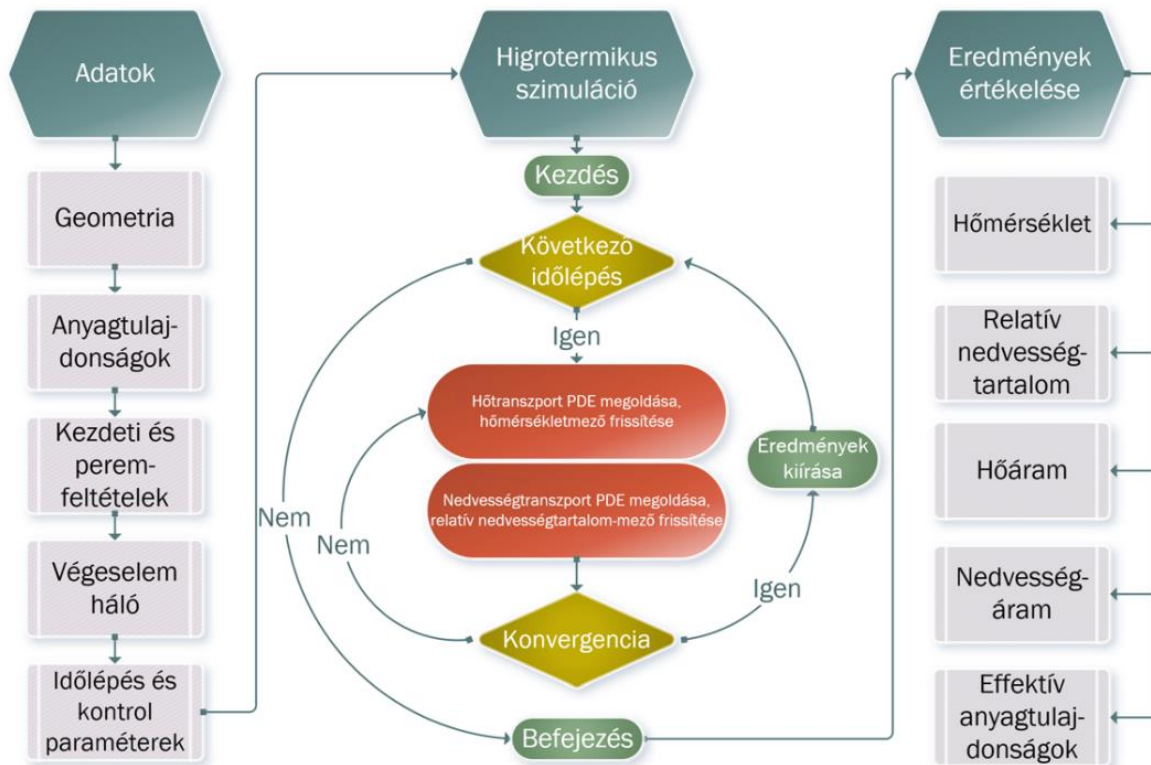 Adatok
Geometria
Anyagtulaj-
donságok
Kezdeti és
perem-
feltételek
Végeselem
háló
Időlépés és
kontrol
paraméterek
Higrotermikus
szimuláció
Kezdés
Következő
időlépés
Igen
Hőtranszport PDE megoldása,
hőmérsékletmező frissítése
Nedvességtranszport PDE megoldása,
relatív nedvességtartalom-mező frissítése
Eredmények
kiírása
Nem
Nem
Igen
Konvergencia
Befejezés
Eredmények
értékelése
Hőmérséklet
Relatív
nedvesség-
tartalom
Hőáram
Nedvesség-
áram
Effektív
anyagtulaj-
donságok